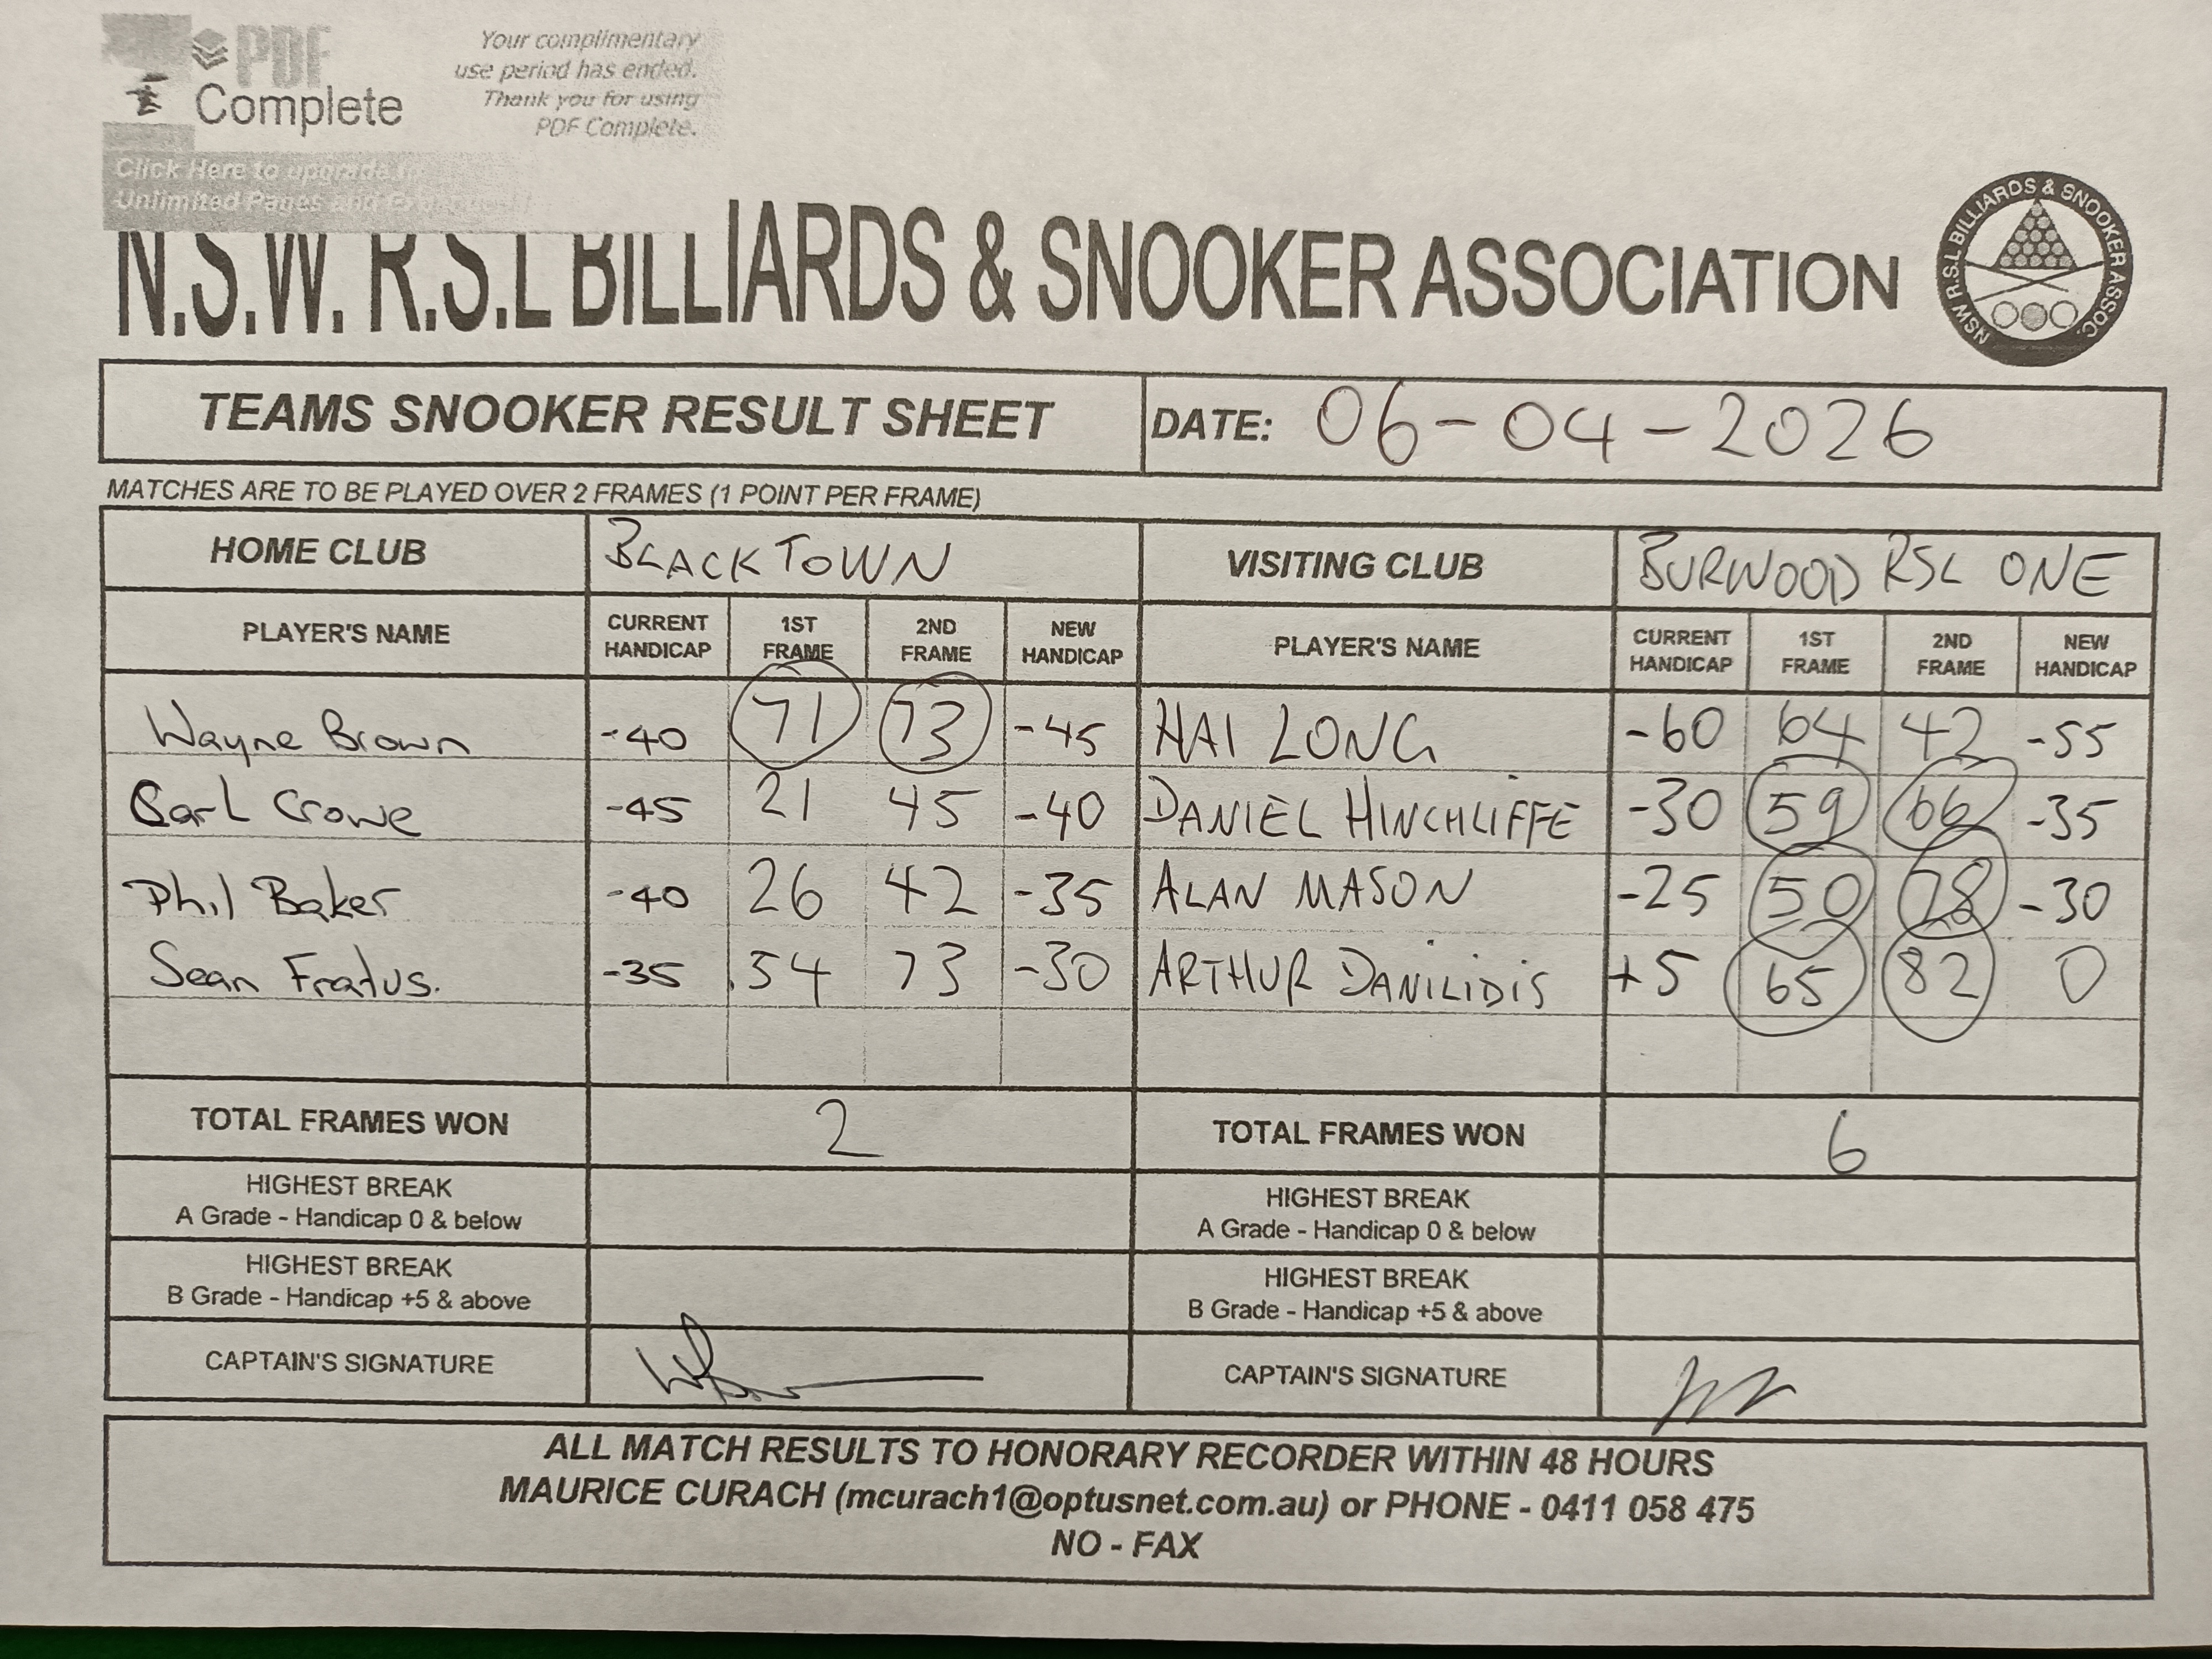 PDF
Complete
Your complimentary
use period has ended.
Thank you for using
PDF Complete.
Click Here to upgrade to
Unlimited Pages and
N.S.W. R.S.L BILLIARDS & SNOOKER ASSOCIATION
NSW R.S.L BILLIARDS & SNOOKER ASSOC.
TEAMS SNOOKER RESULT SHEET DATE: 06-04-2026
MATCHES ARE TO BE PLAYED OVER 2 FRAMES (1 POINT PER FRAME)
HOME CLUB BLACKTOWN VISITING CLUB BURWOOD RSL ONE
PLAYER'S NAME CURRENT HANDICAP 1ST FRAME 2ND FRAME NEW HANDICAP PLAYER'S NAME CURRENT HANDICAP 1ST FRAME 2ND FRAME NEW HANDICAP
Wayne Brown -40 71 73 -45 HAI LONG -60 64 42 -55
Crowe -45 21 45 -40 DANIEL HINCHLIFFE -30 59 66 -35
Phil Baker -40 26 42 -35 ALAN MASON -25 50 78 -30
Sean Fratus. -35 54 73 -30 ARTHUR DANILIDIS +5 65 82 0
TOTAL FRAMES WON 2 TOTAL FRAMES WON 6
HIGHEST BREAK HIGHEST BREAK
A Grade - Handicap 0 & below A Grade - Handicap 0 & below
HIGHEST BREAK HIGHEST BREAK
B Grade - Handicap +5 & above B Grade - Handicap +5 & above
CAPTAIN'S SIGNATURE CAPTAIN'S SIGNATURE
ALL MATCH RESULTS TO HONORARY RECORDER WITHIN 48 HOURS
MAURICE CURACH (mcurach1@optusnet.com.au) or PHONE - 0411 058 475
NO - FAX